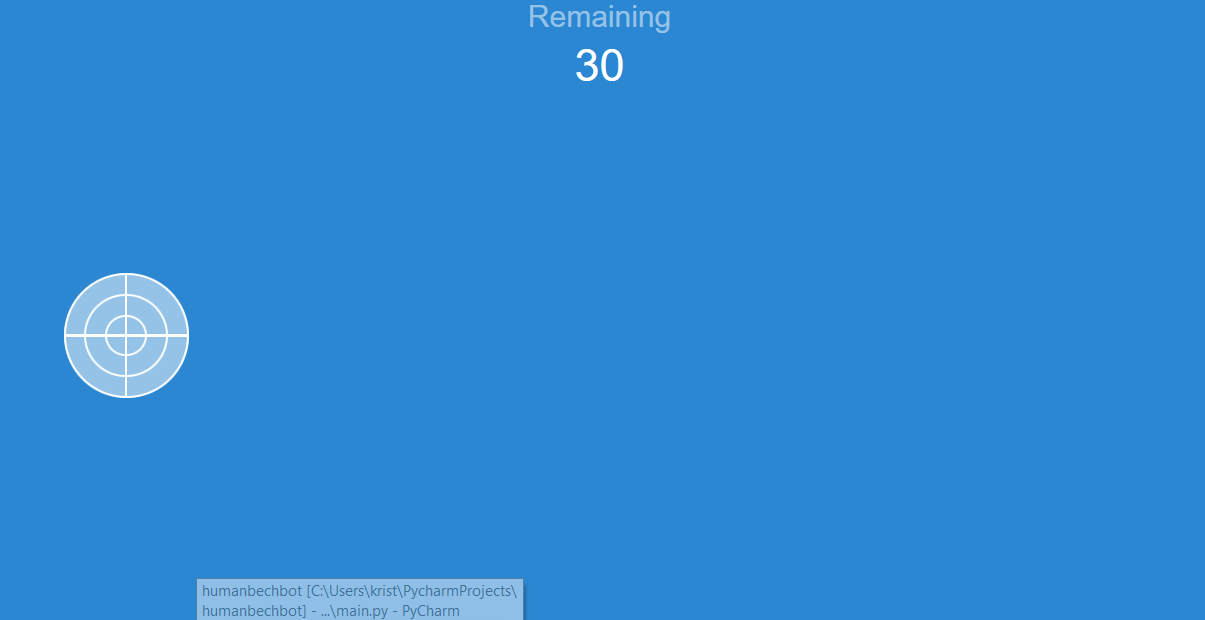 Remaining
30
humanbechbot [C:\Users\krist\PycharmProjects\
humanbechbot] - ...\main.py - PyCharm